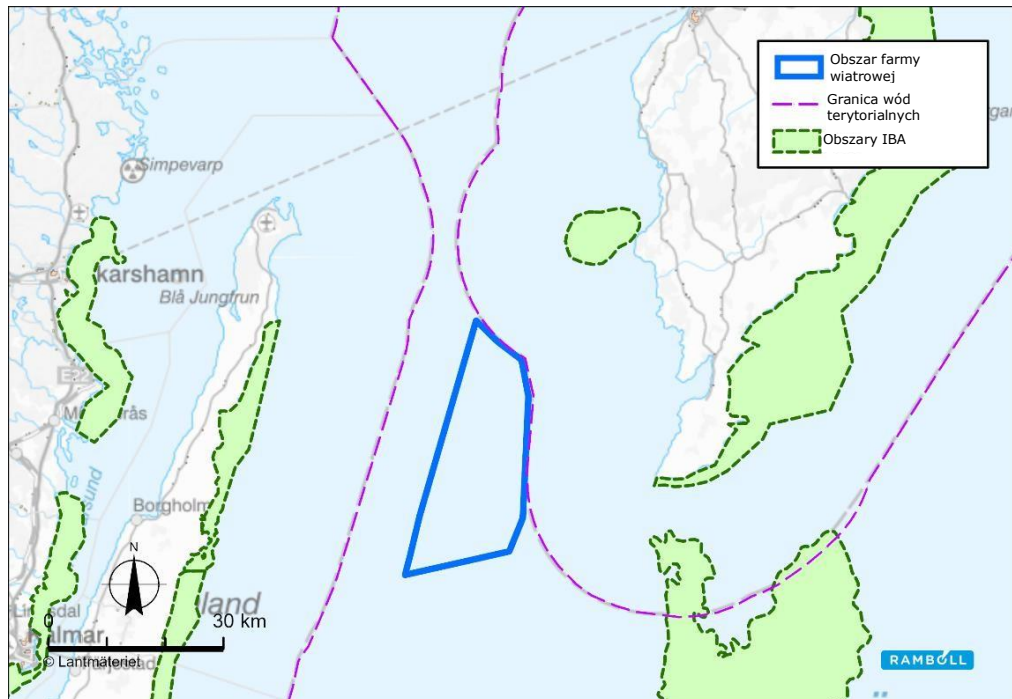 Obszar farmy
wiatrowej
Granica wód
terytorialnych
Obszary IBA
Simpevarp
karshamn
Blå Jungfrun
Borgholm
land
N
0
30 km
© Lantmäteriet
RAMBOLL